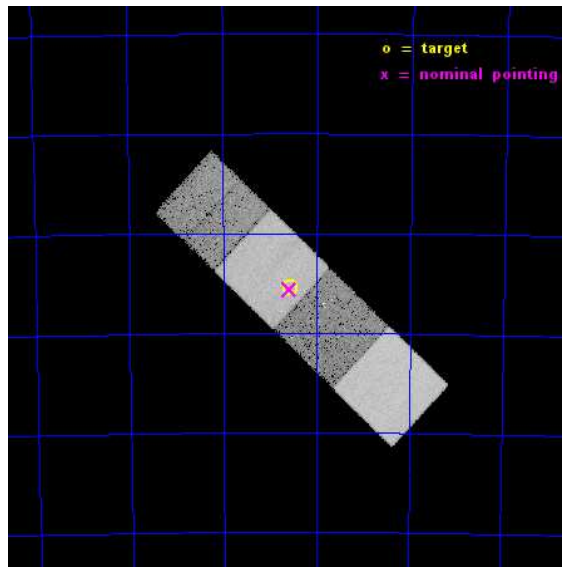 o = target
x = nominal pointing